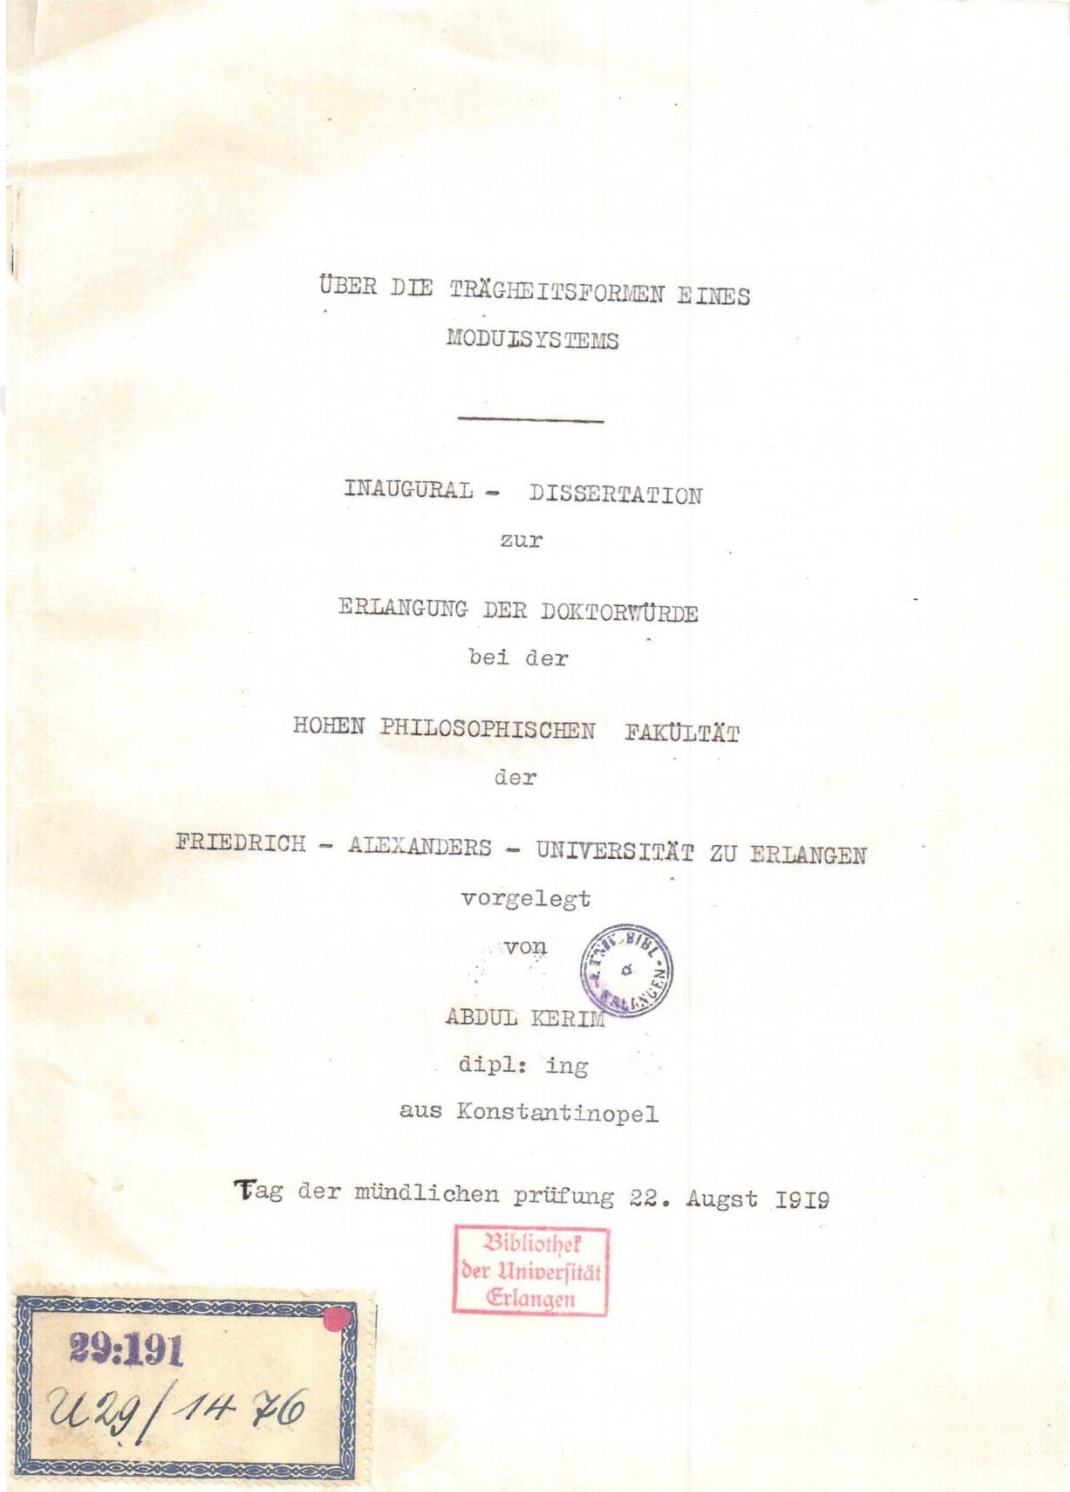 ÜBER DIE TRÄGHEITSFORMEN EINES
MODULSYSTEMS
INAUGURAL - DISSERTATION
zur
ERLANGUNG DER DOKTORWÜRDE
bei der
HOHEN PHILOSOPHISCHEN FAKÜLTÄT
der
FRIEDRICH - ALEXANDERS - UNIVERSITÄT ZU ERLANGEN
vorgelegt
von
BIBL
ERLANGEN
ABDUL KERIM
dipl: ing
aus Konstantinopel
Tag der mündlichen prüfung 22. Augst I9I9
Bibliothek
der Universität
Erlangen
29:191
U29/1476